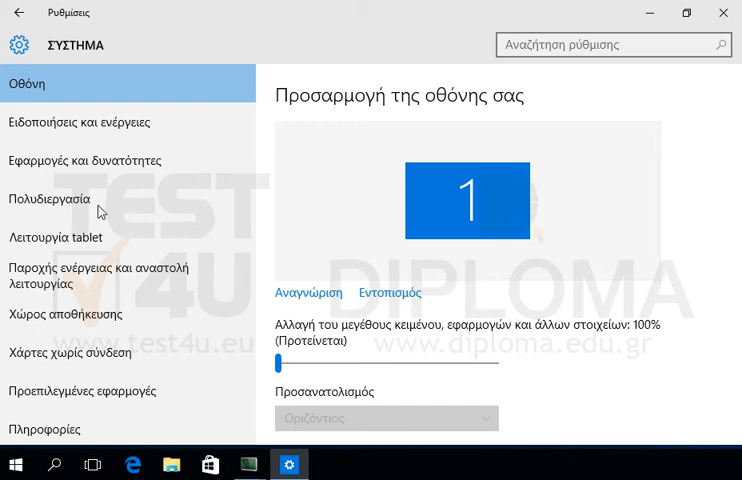 Ρυθμίσεις
ΣΎΣΤΗΜΑ
Αναζήτηση ρύθμισης
Οθόνη
Ειδοποιήσεις και ενέργειες
Εφαρμογές και δυνατότητες
Πολυδιεργασία
Λειτουργία tablet
Παροχής ενέργειας και αναστολή
λειτουργίας
Χώρος αποθήκευσης
Χάρτες χωρίς σύνδεση
Προεπιλεγμένες εφαρμογές
Πληροφορίες
Προσαρμογή της οθόνης σας
1
Αναγνώριση Εντοπισμός
Αλλαγή του μεγέθους κειμένου, εφαρμογών και άλλων στοιχείων: 100%
(Προτείνεται)
Προσανατολισμός
Οριζόντιος
TEST
4U
www.test4u.eu
DIPLOMA
www.diploma.edu.gr